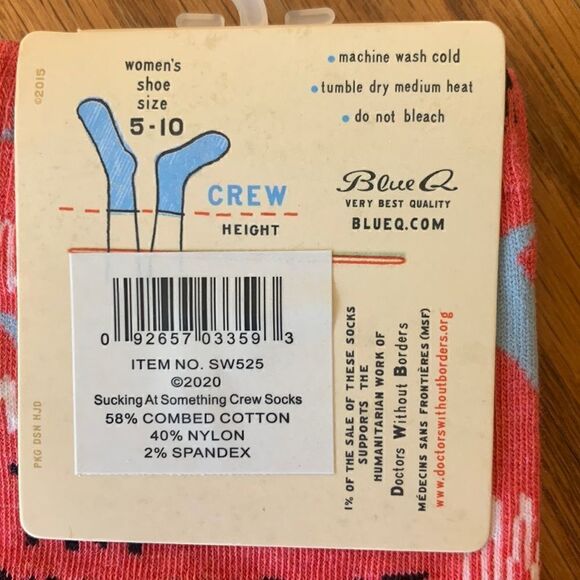 ©2015
women's
shoe
size
5-10
• machine wash cold
• tumble dry medium heat
• do not bleach
CREW
HEIGHT
Blue Q
VERY BEST QUALITY
BLUEQ.COM
0 92657 03359 3
ITEM NO. SW525
©2020
Sucking At Something Crew Socks
58% COMBED COTTON
40% NYLON
2% SPANDEX
PKG DSN HJD
1% OF THE SALE OF THESE SOCKS
SUPPORTS THE
HUMANITARIAN WORK OF
Doctors Without Borders
MÉDECINS SANS FRONTIÈRES (MSF)
www.doctorswithoutborders.org